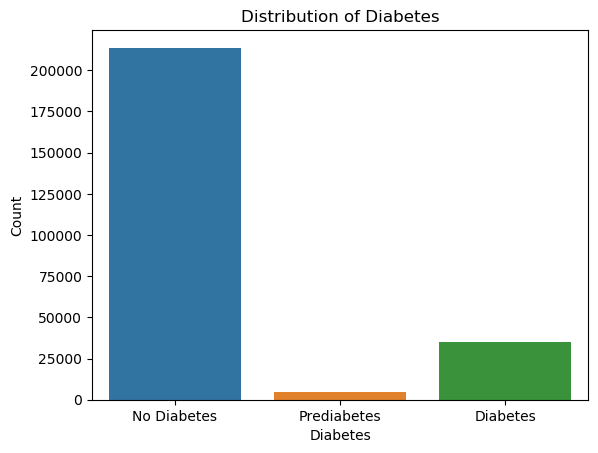 Distribution of Diabetes
200000
175000
150000
125000
100000
75000
50000
25000
0
Count
No Diabetes Prediabetes Diabetes
Diabetes